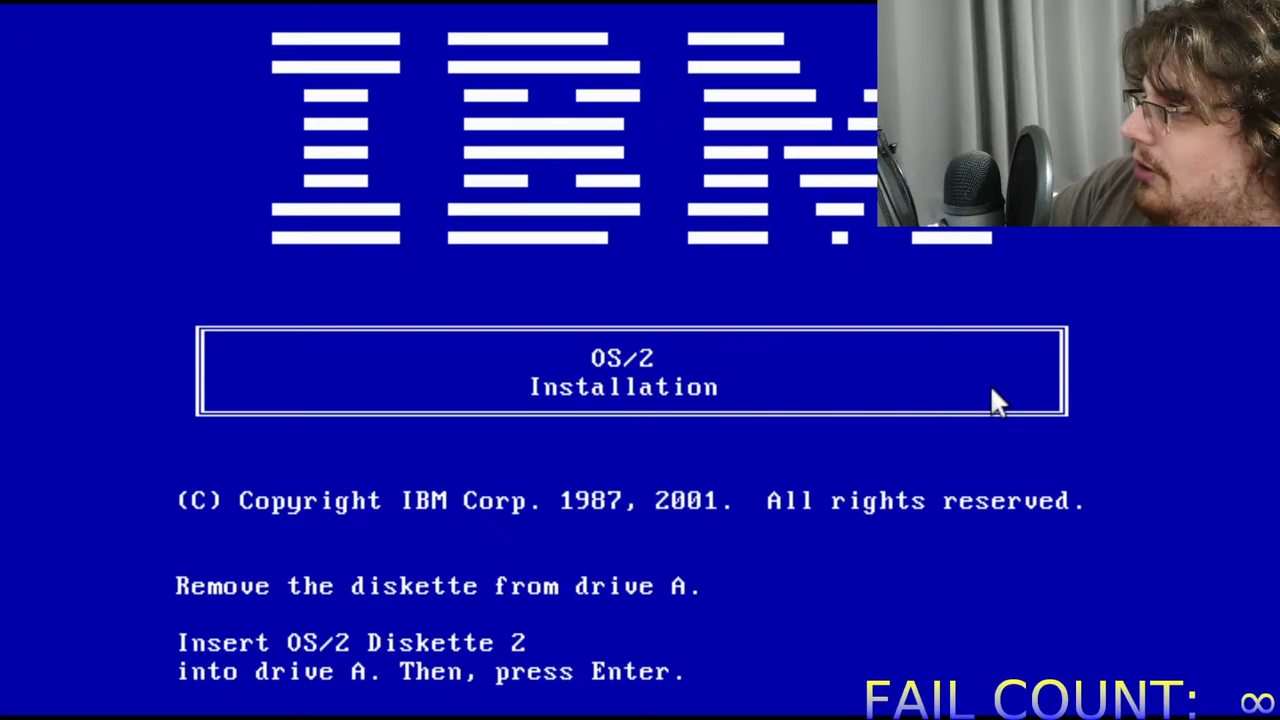 IBM
OS/2
Installation
(C) Copyright IBM Corp. 1987, 2001.  All rights reserved.
Remove the diskette from drive A.
Insert OS/2 Diskette 2
into drive A. Then, press Enter.
FAIL COUNT: ∞